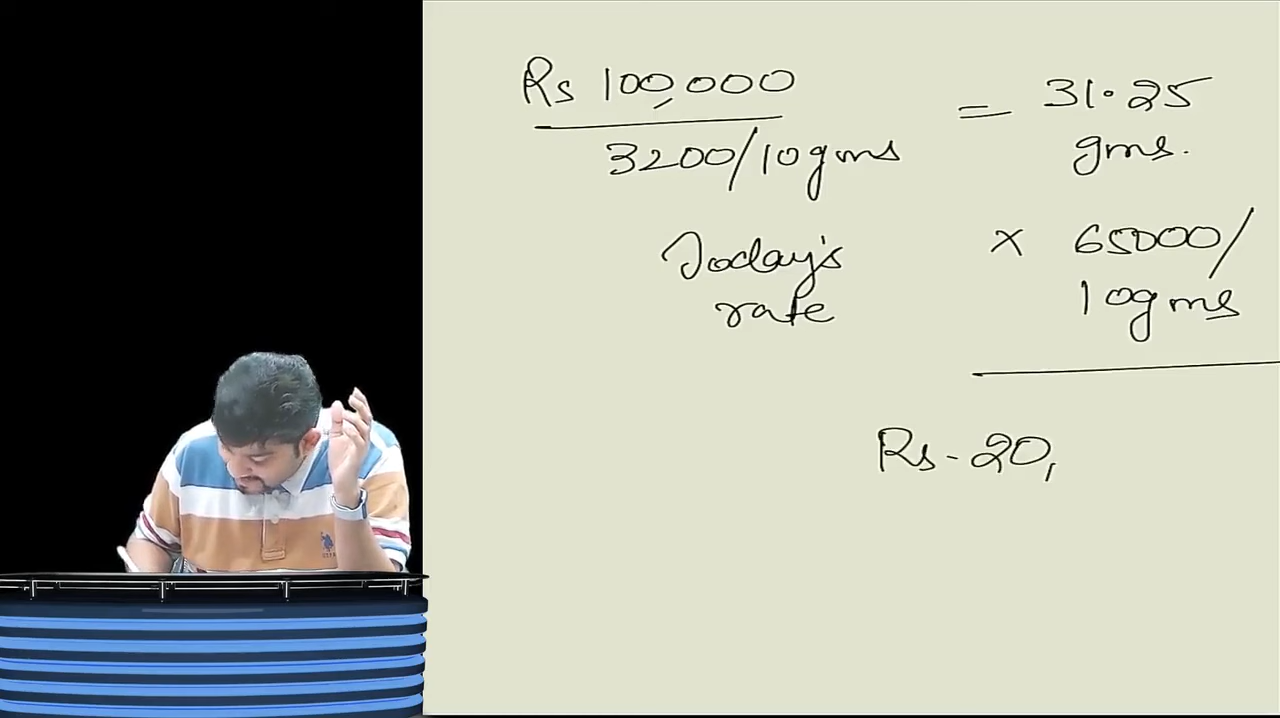 Rs 100,000
3200/10gms
= 31.25
gms.
Today's
rate
x 65000/
10gms
Rs - 20,